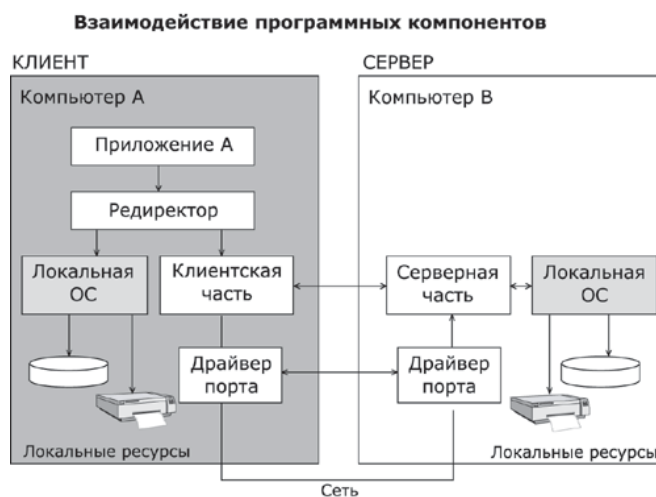 Взаимодействие программных компонентов
КЛИЕНТ
СЕРВЕР
Компьютер А
Компьютер В
Приложение А
Редиректор
Локальная
ОС
Клиентская
часть
Серверная
часть
Локальная
ОС
Драйвер
порта
Драйвер
порта
Локальные ресурсы
Локальные ресурсы
Сеть